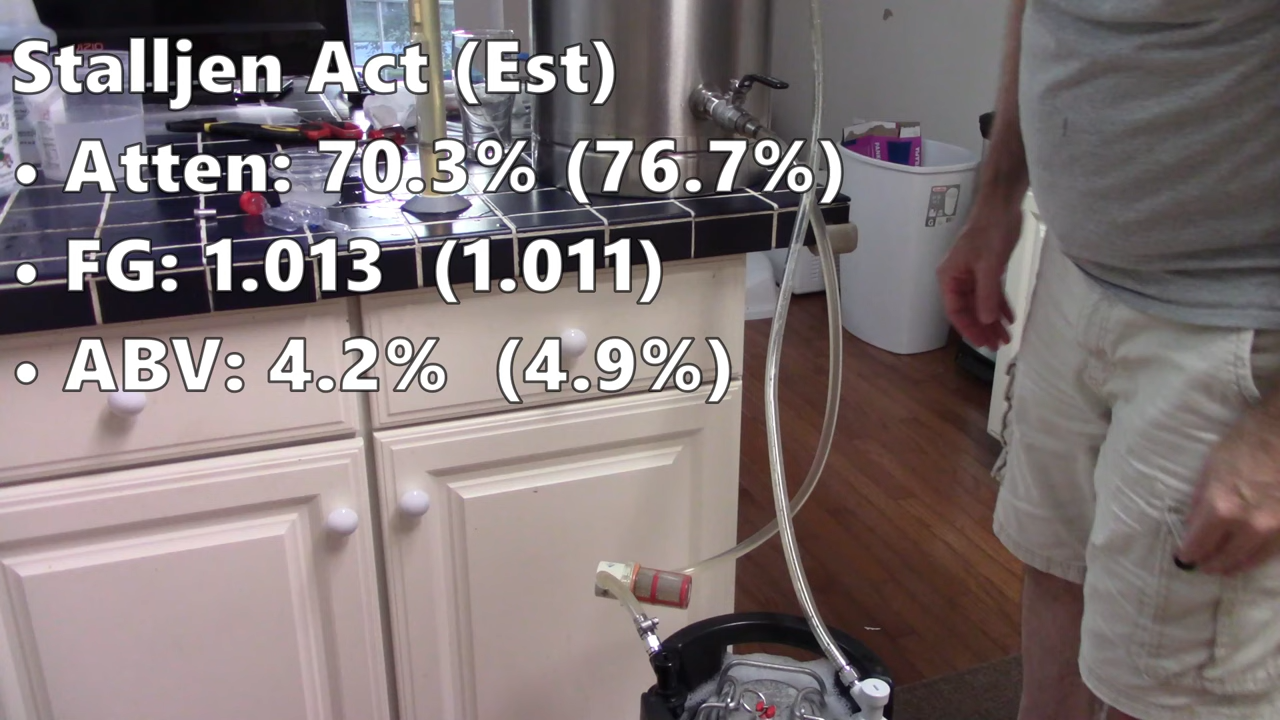 Stalljen Act (Est)
• Atten: 70.3% (76.7%)
• FG: 1.013 (1.011)
• ABV: 4.2% (4.9%)